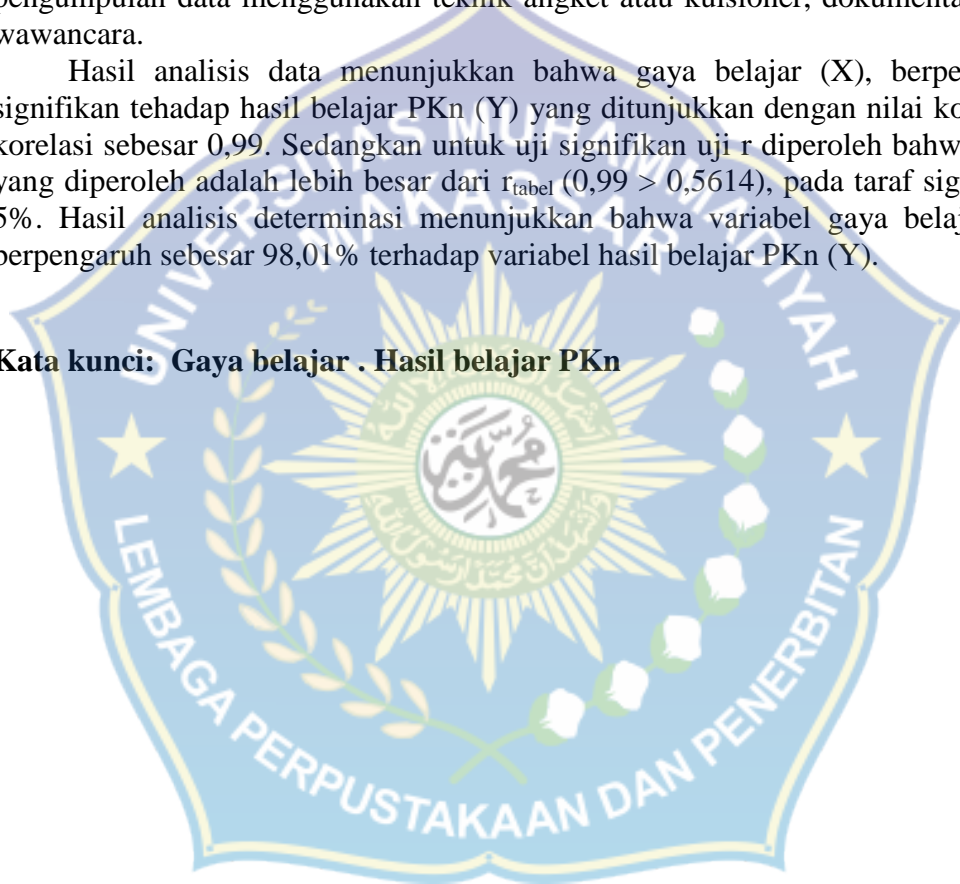 pengumpulan data menggunakan teknik angket atau kuisioner, dokumenta
wawancara.
Hasil analisis data menunjukkan bahwa gaya belajar (X), berpe
signifikan tehadap hasil belajar PKn (Y) yang ditunjukkan dengan nilai ko
korelasi sebesar 0,99. Sedangkan untuk uji signifikan uji r diperoleh bahw
yang diperoleh adalah lebih besar dari rtabel (0,99 > 0,5614), pada taraf sig
5%. Hasil analisis determinasi menunjukkan bahwa variabel gaya belaj
berpengaruh sebesar 98,01% terhadap variabel hasil belajar PKn (Y).
Kata kunci: Gaya belajar . Hasil belajar PKn
UNIVERSITAS MUHAMMADIYAH
MAKASSAR
LEMBAGA PERPUSTAKAAN DAN PENERBITAN
محمد